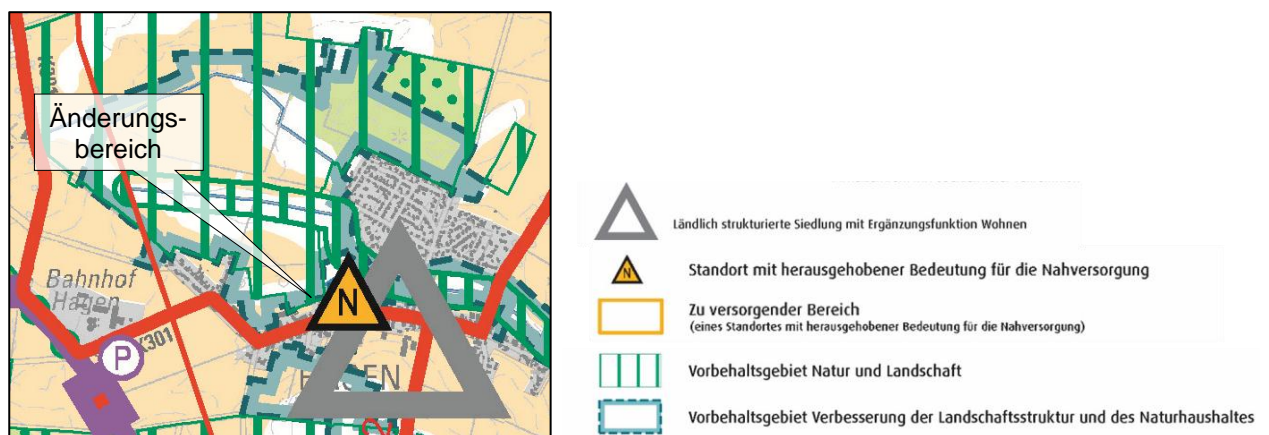 Änderungs-
bereich
Bahnhof
Hagen
K301
P
N
Ländlich strukturierte Siedlung mit Ergänzungsfunktion Wohnen
N
Standort mit herausgehobener Bedeutung für die Nahversorgung
Zu versorgender Bereich
(eines Standortes mit herausgehobener Bedeutung für die Nahversorgung)
Vorbehaltsgebiet Natur und Landschaft
Vorbehaltsgebiet Verbesserung der Landschaftsstruktur und des Naturhaushaltes